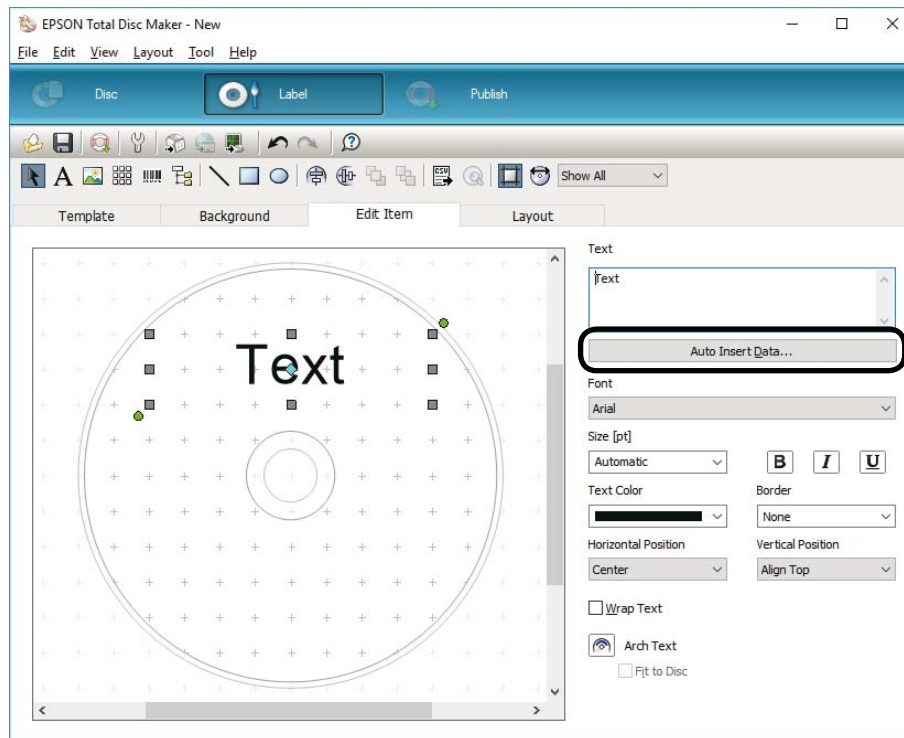 EPSON Total Disc Maker - New
File Edit View Layout Tool Help
Disc Label Publish
A CSV Show All
Template Background Edit Item Layout
Text
Text
Text
Auto Insert Data...
Font
Arial
Size [pt]
Automatic B I U
Text Color Border
None
Horizontal Position Vertical Position
Center Align Top
Wrap Text
Arch Text
Fit to Disc